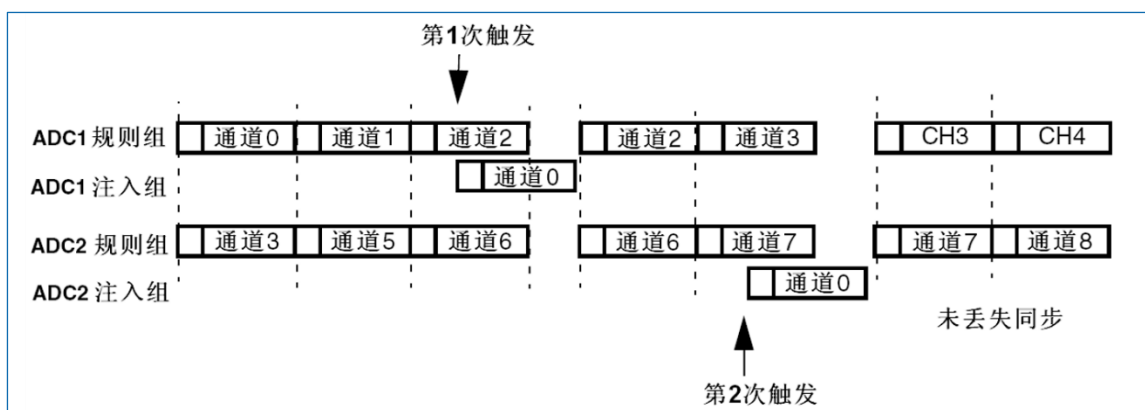 第1次触发
ADC1 规则组 通道0 通道1 通道2 通道2 通道3 CH3 CH4
ADC1 注入组 通道0
ADC2 规则组 通道3 通道5 通道6 通道6 通道7 通道7 通道8
ADC2 注入组 通道0
未丢失同步
第2次触发